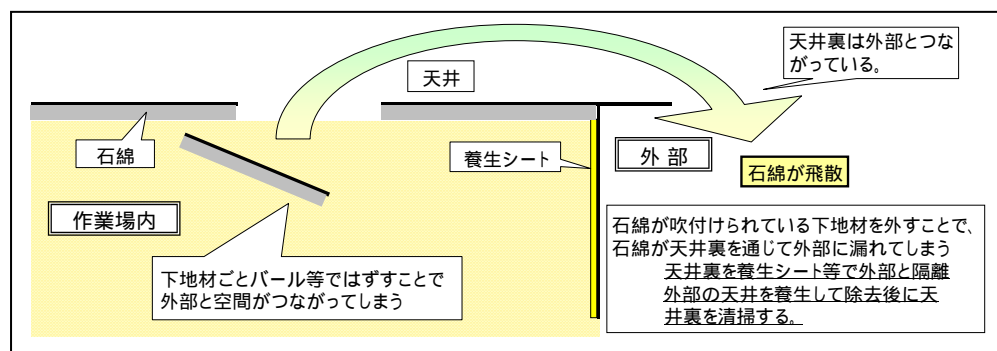 天井裏は外部とつな
がっている。
天井
石綿
養生シート
外 部
石綿が飛散
作業場内
下地材ごとバール等ではずすことで
外部と空間がつながってしまう
石綿が吹付けられている下地材を外すことで、
石綿が天井裏を通じて外部に漏れてしまう
天井裏を養生シート等で外部と隔離
外部の天井を養生して除去後に天
井裏を清掃する。